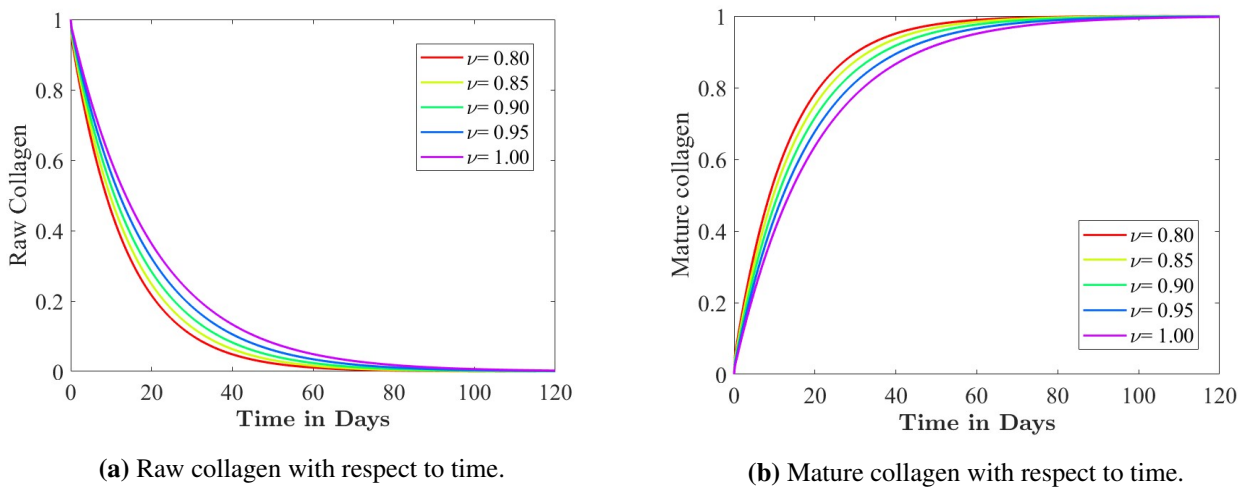 Raw Collagen
1
0.8
0.6
0.4
0.2
0
0 20 40 60 80 100 120
Time in Days
ν= 0.80
ν= 0.85
ν= 0.90
ν= 0.95
ν= 1.00
(a) Raw collagen with respect to time.
Mature collagen
1
0.8
0.6
0.4
0.2
0
0 20 40 60 80 100 120
Time in Days
ν= 0.80
ν= 0.85
ν= 0.90
ν= 0.95
ν= 1.00
(b) Mature collagen with respect to time.